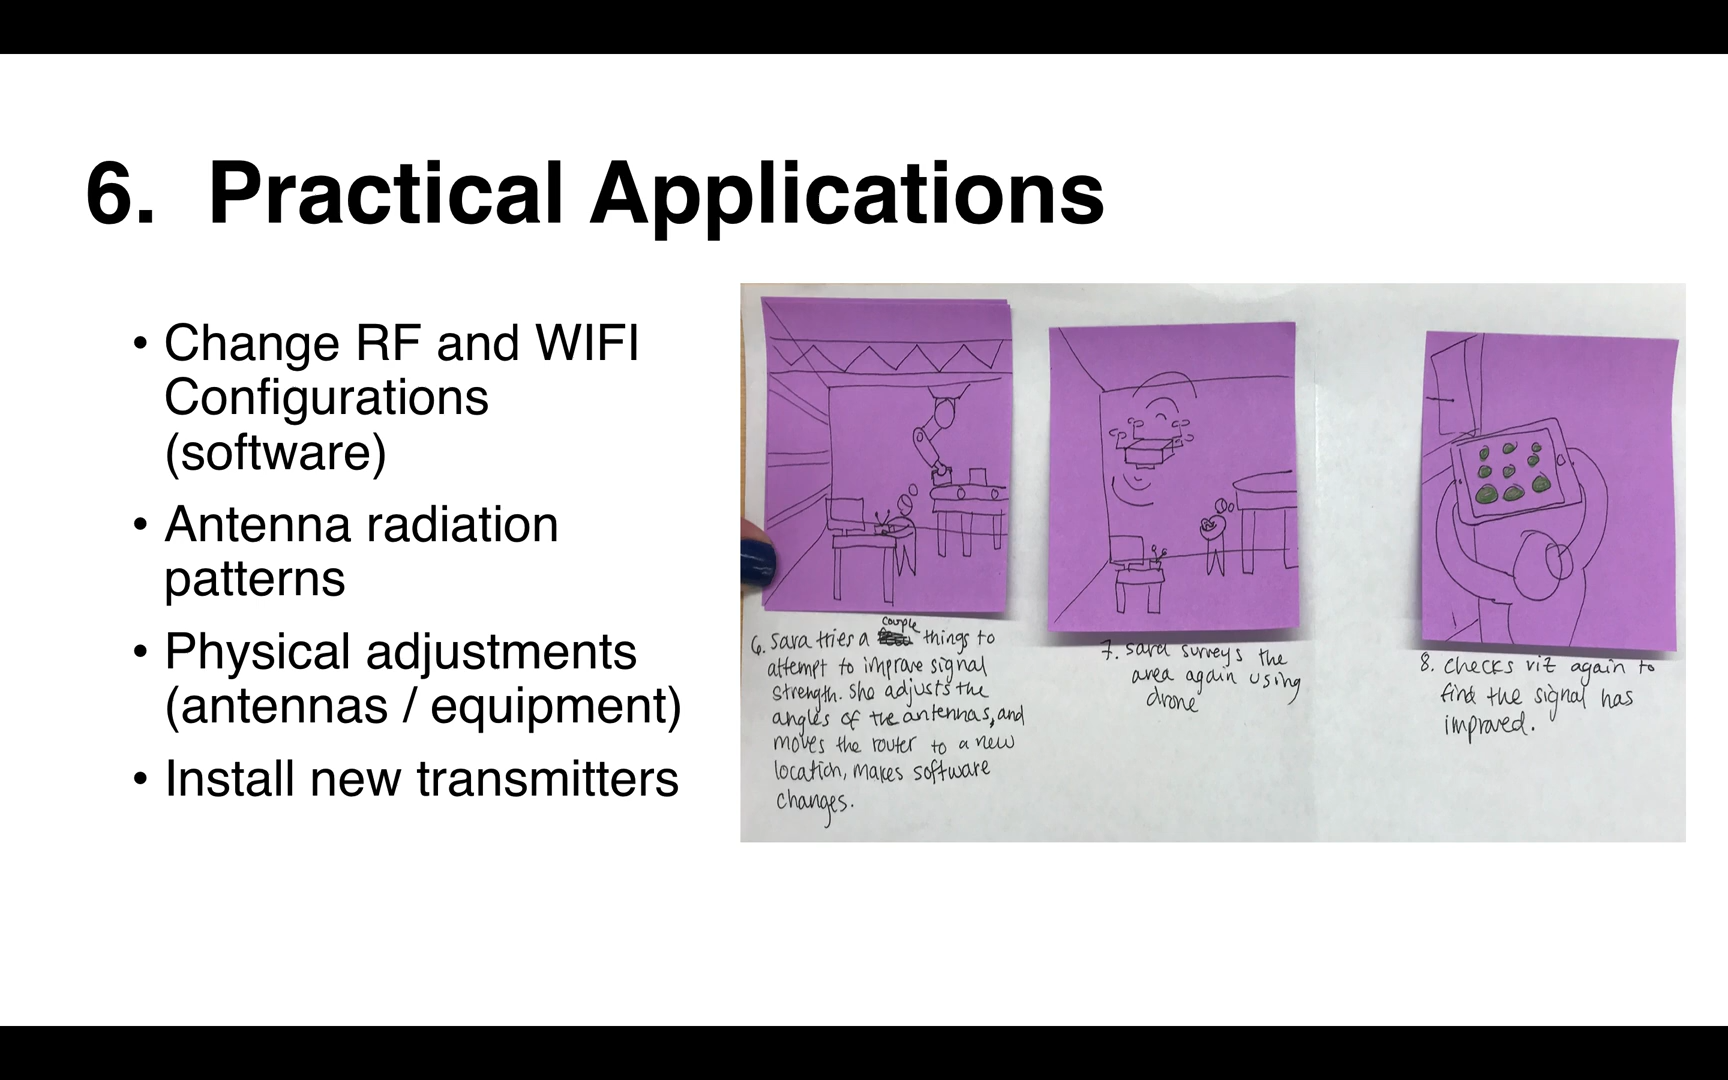 6. Practical Applications
• Change RF and WIFI
Configurations
(software)
• Antenna radiation
patterns
• Physical adjustments
(antennas / equipment)
• Install new transmitters
couple
6. Sara tries a things to
attempt to improve signal
strength. She adjusts the
angles of the antennas, and
moves the router to a new
location, makes software
changes.
7. Sara surveys the
area again using
drone
8. Checks viz again to
find the signal has
improved.